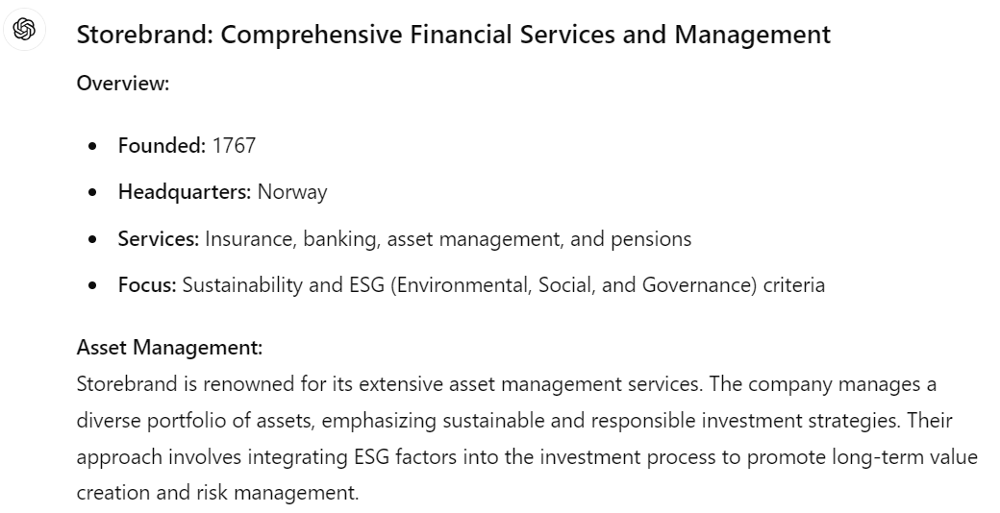 Storebrand: Comprehensive Financial Services and Management
Overview:
• Founded: 1767
• Headquarters: Norway
• Services: Insurance, banking, asset management, and pensions
• Focus: Sustainability and ESG (Environmental, Social, and Governance) criteria
Asset Management:
Storebrand is renowned for its extensive asset management services. The company manages a
diverse portfolio of assets, emphasizing sustainable and responsible investment strategies. Their
approach involves integrating ESG factors into the investment process to promote long-term value
creation and risk management.